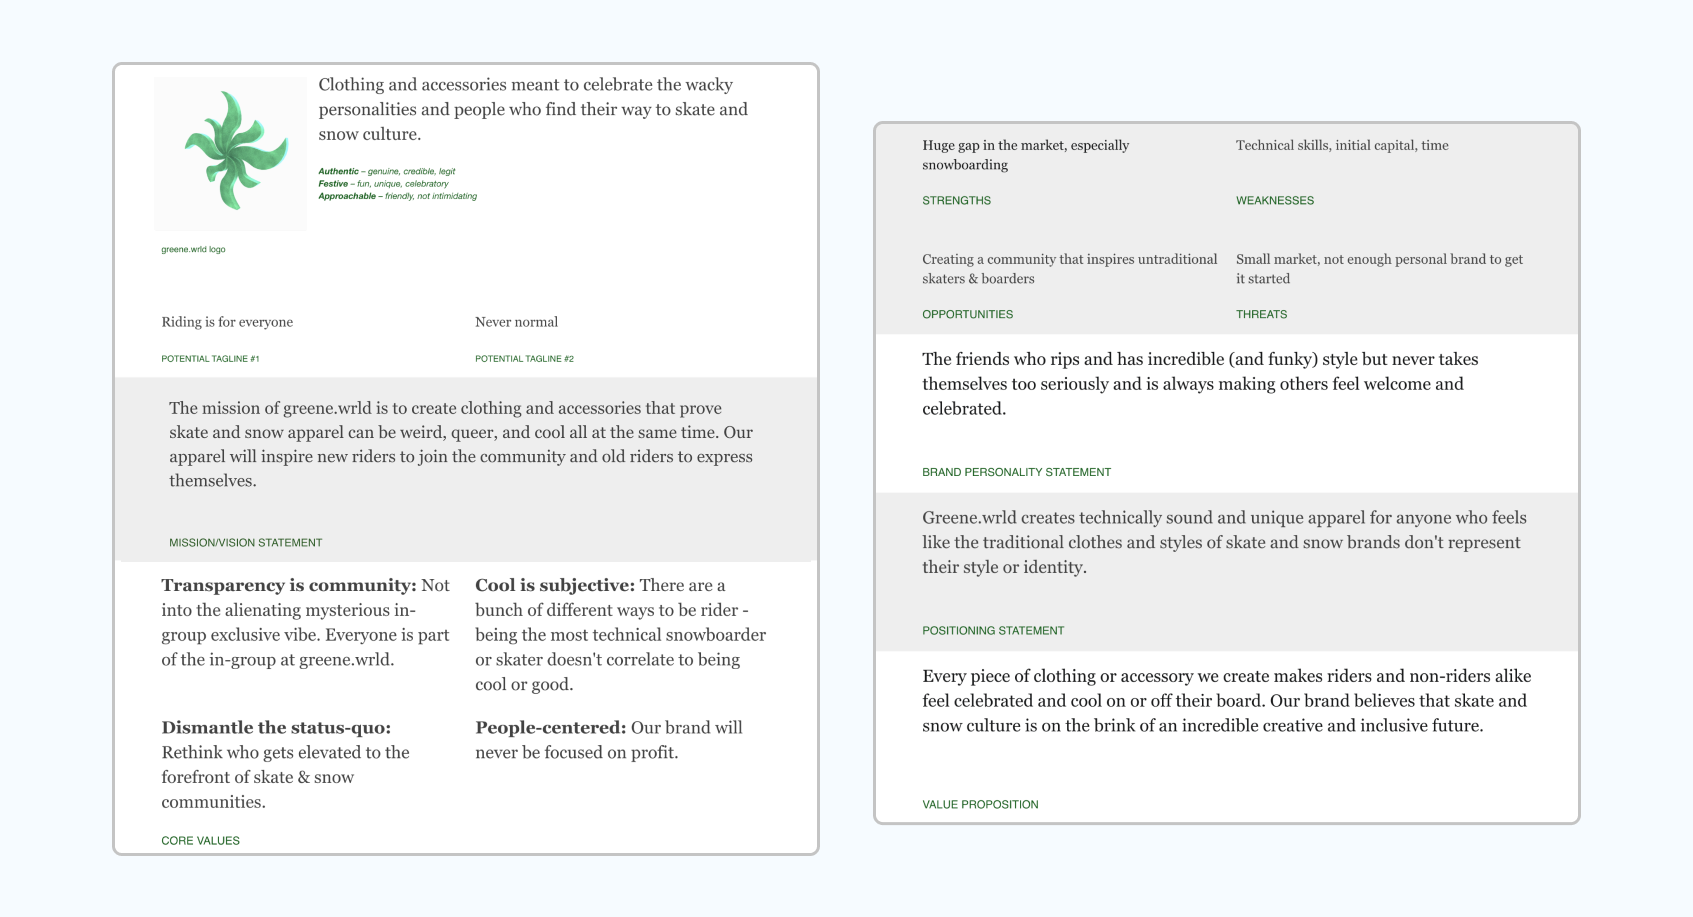 Clothing and accessories meant to celebrate the wacky
personalities and people who find their way to skate and
snow culture.
Authentic – genuine, credible, legit
Festive – fun, unique, celebratory
Approachable – friendly, not intimidating
greene.wrld logo
Riding is for everyone
POTENTIAL TAGLINE #1
Never normal
POTENTIAL TAGLINE #2
The mission of greene.wrld is to create clothing and accessories that prove
skate and snow apparel can be weird, queer, and cool all at the same time. Our
apparel will inspire new riders to join the community and old riders to express
themselves.
MISSION/VISION STATEMENT
Transparency is community: Not
into the alienating mysterious in-
group exclusive vibe. Everyone is part
of the in-group at greene.wrld.
Cool is subjective: There are a
bunch of different ways to be rider -
being the most technical snowboarder
or skater doesn't correlate to being
cool or good.
Dismantle the status-quo:
Rethink who gets elevated to the
forefront of skate & snow
communities.
People-centered: Our brand will
never be focused on profit.
CORE VALUES
Huge gap in the market, especially
snowboarding
STRENGTHS
Technical skills, initial capital, time
WEAKNESSES
Creating a community that inspires untraditional
skaters & boarders
OPPORTUNITIES
Small market, not enough personal brand to get
it started
THREATS
The friends who rips and has incredible (and funky) style but never takes
themselves too seriously and is always making others feel welcome and
celebrated.
BRAND PERSONALITY STATEMENT
Greene.wrld creates technically sound and unique apparel for anyone who feels
like the traditional clothes and styles of skate and snow brands don't represent
their style or identity.
POSITIONING STATEMENT
Every piece of clothing or accessory we create makes riders and non-riders alike
feel celebrated and cool on or off their board. Our brand believes that skate and
snow culture is on the brink of an incredible creative and inclusive future.
VALUE PROPOSITION